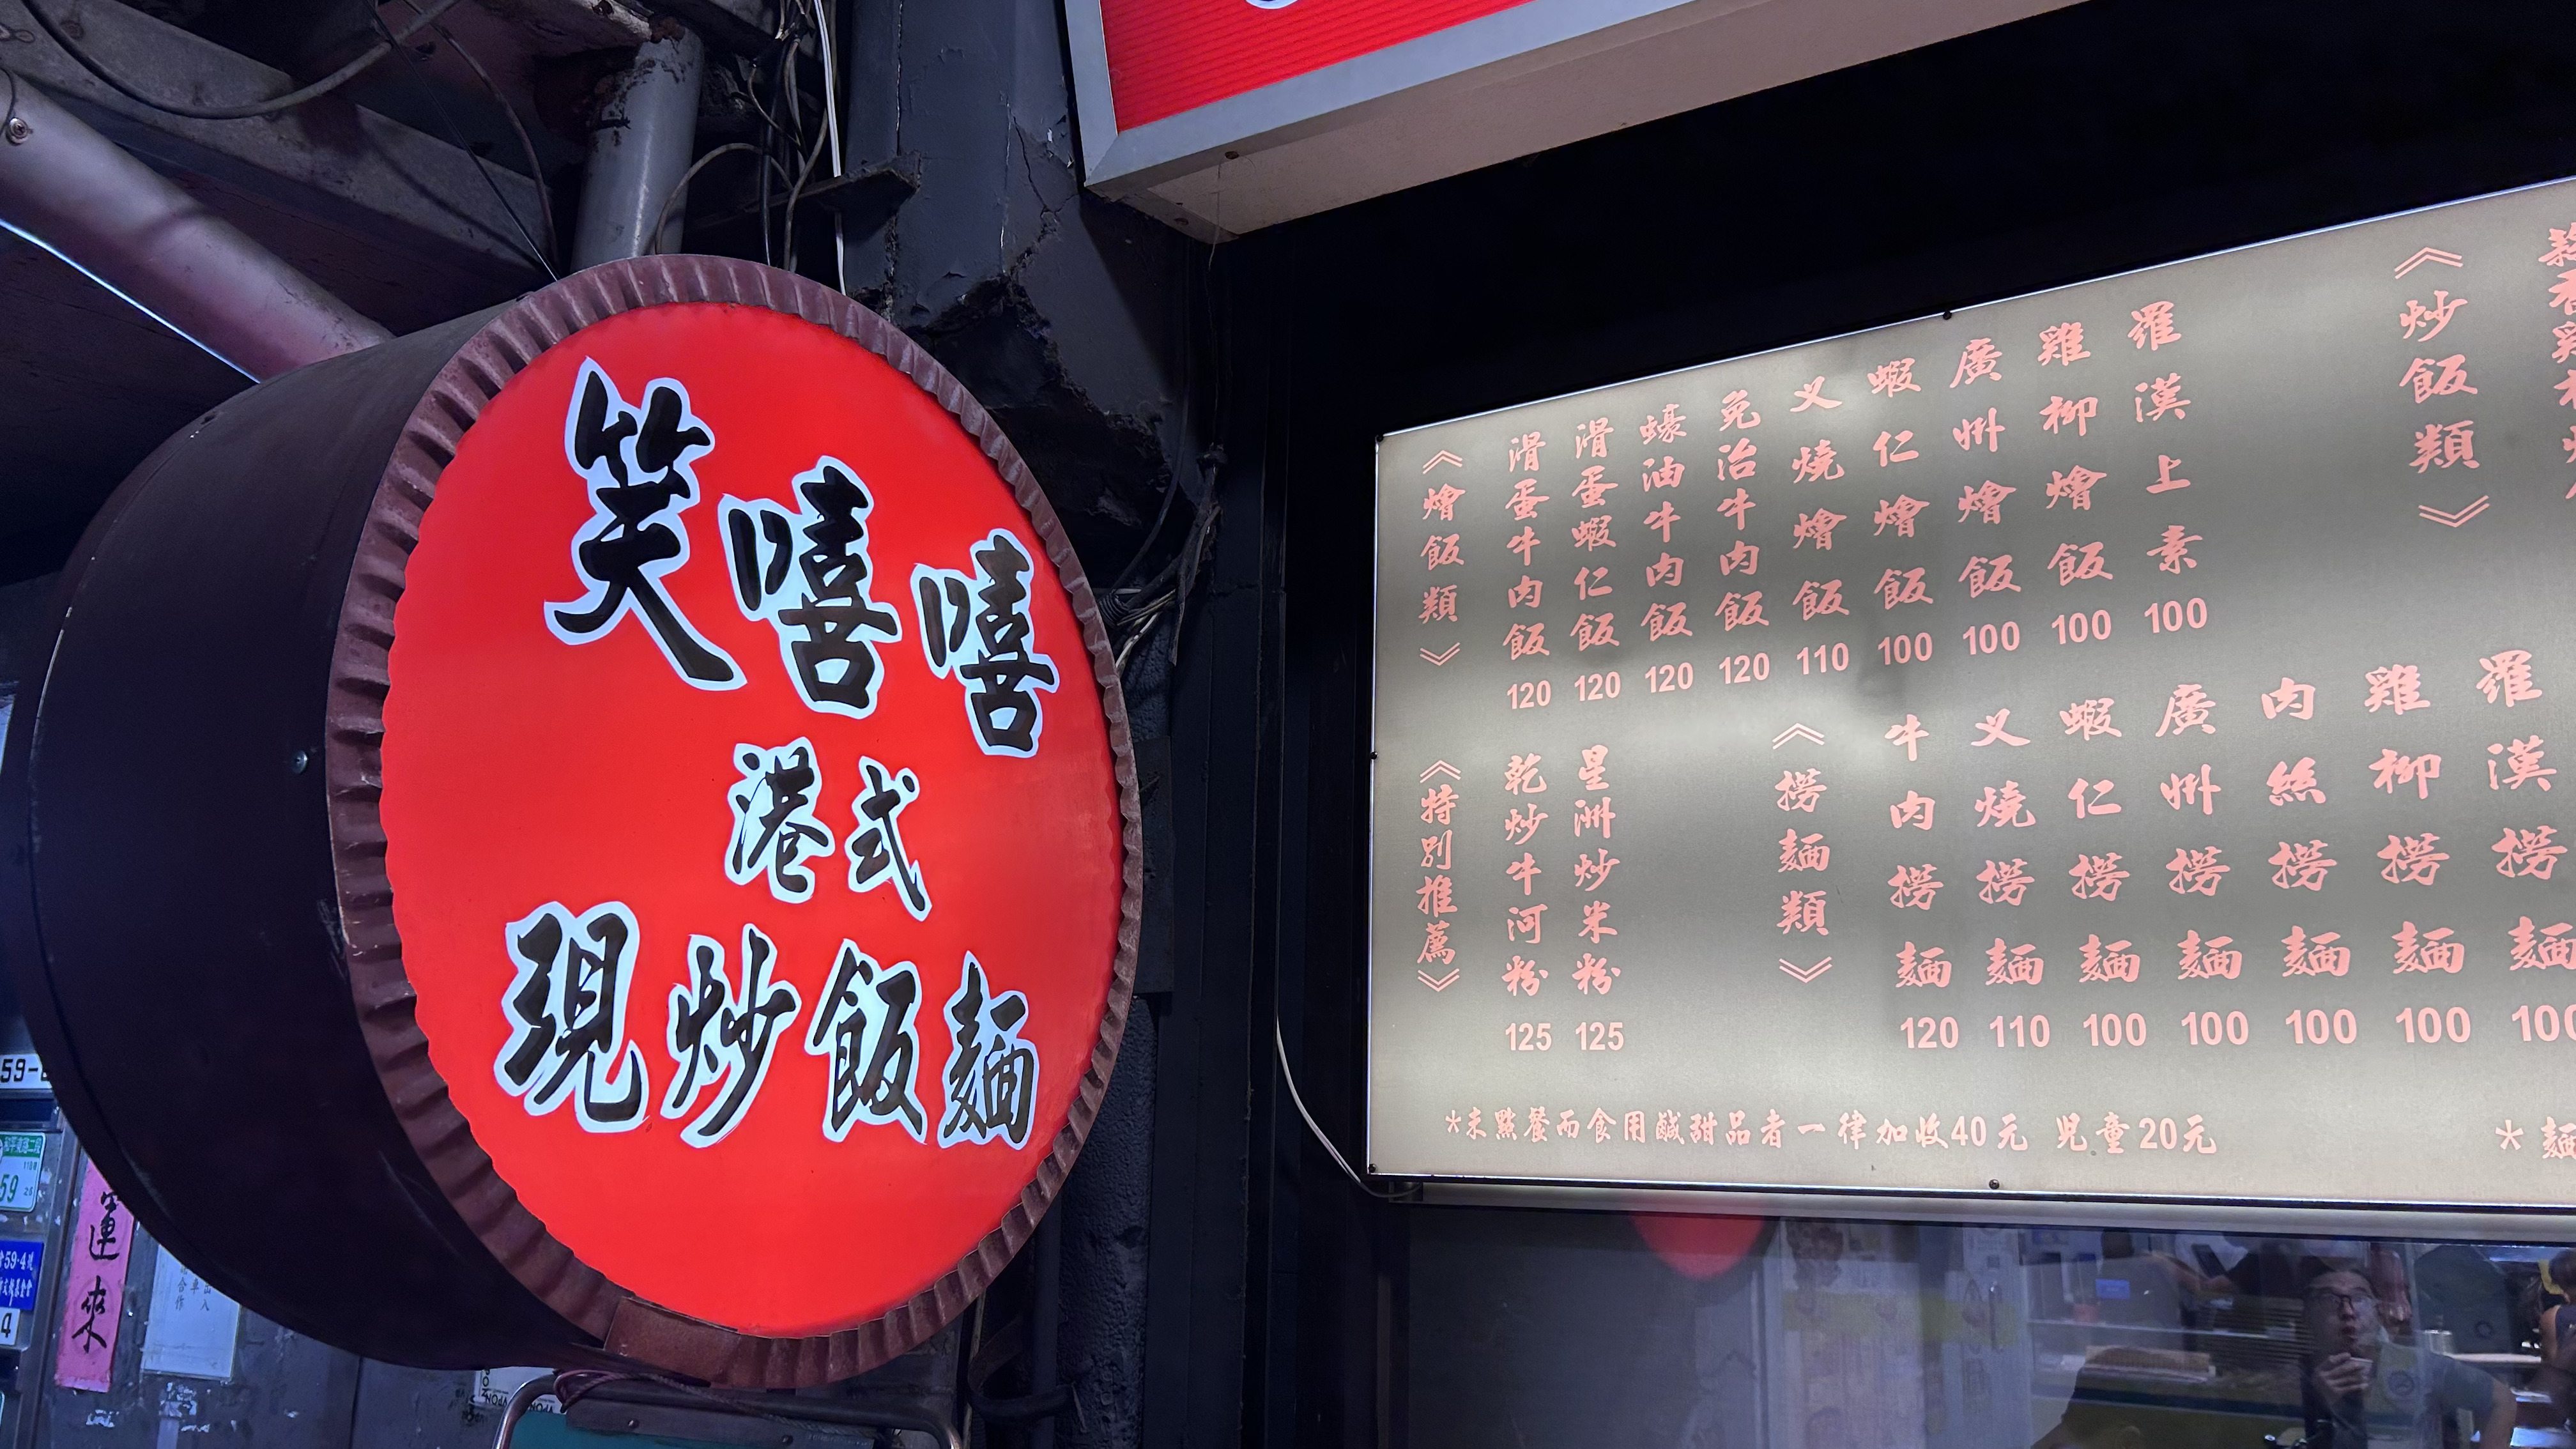 笑嘻嘻
港式
現炒飯麵
《燴飯類》
滑蛋牛肉飯 120
滑蛋蝦仁飯 120
蠔油牛肉飯 120
免治牛肉飯 120
叉燒燴飯 110
蝦仁燴飯 100
廣州燴飯 100
雞柳燴飯 100
羅漢上素 100
《炒飯類》
《特別推薦》
乾炒牛河粉 125
星洲炒米粉 125
《撈麵類》
牛肉撈麵 120
叉燒撈麵 110
蝦仁撈麵 100
廣州撈麵 100
肉絲撈麵 100
雞柳撈麵 100
羅漢撈麵 100
*未點餐而食用鹹甜品者一律加收40元 兒童20元
*麵
運來
59
59-4號
4